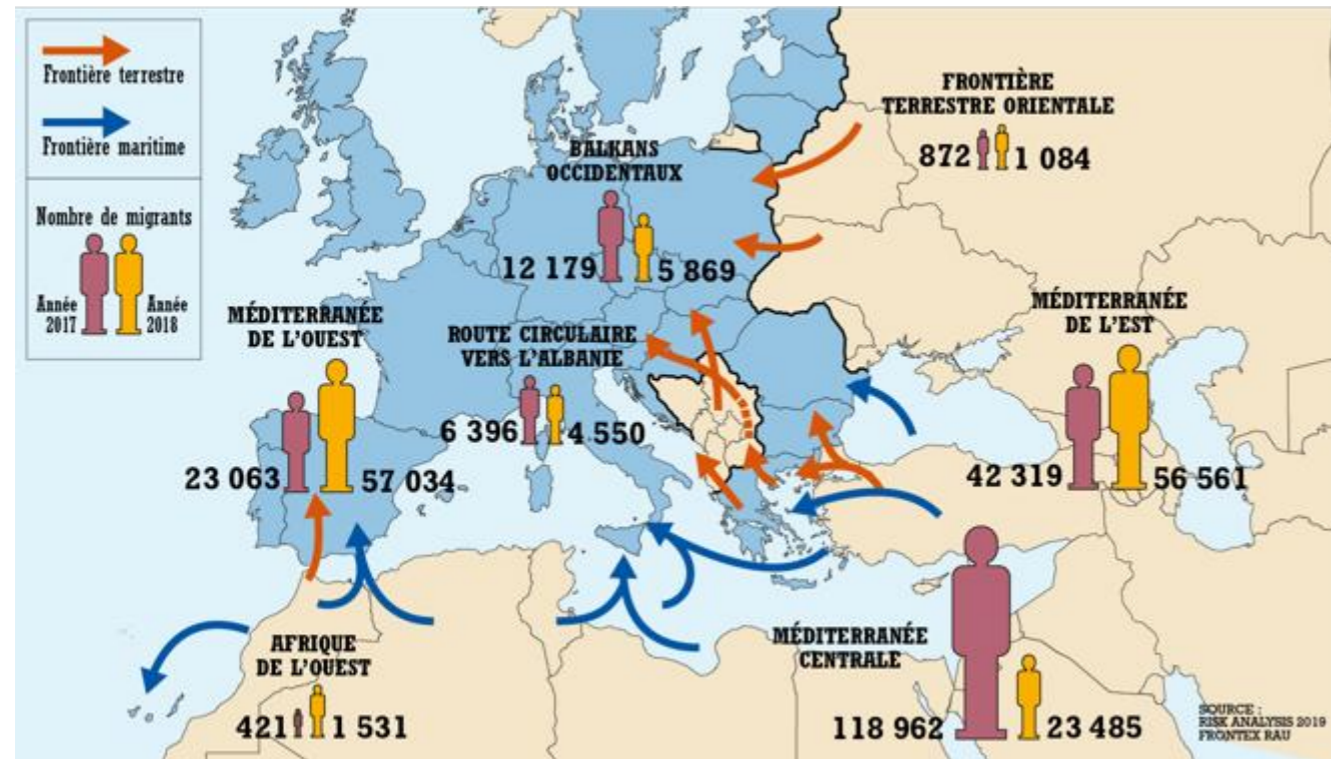 Frontière terrestre
Frontière maritime
Nombre de migrants
Année
2017
Année
2018
FRONTIÈRE
TERRESTRE ORIENTALE
872
1 084
BALKANS
OCCIDENTAUX
12 179
5 869
MÉDITERRANÉE
DE L'OUEST
23 063
57 034
ROUTE CIRCULAIRE
VERS L'ALBANIE
6 396
4 550
MÉDITERRANÉE
DE L'EST
42 319
56 561
AFRIQUE
DE L'OUEST
421
1 531
MÉDITERRANÉE
CENTRALE
118 962
23 485
SOURCE :
RISK ANALYSIS 2019
FRONTEX RAU